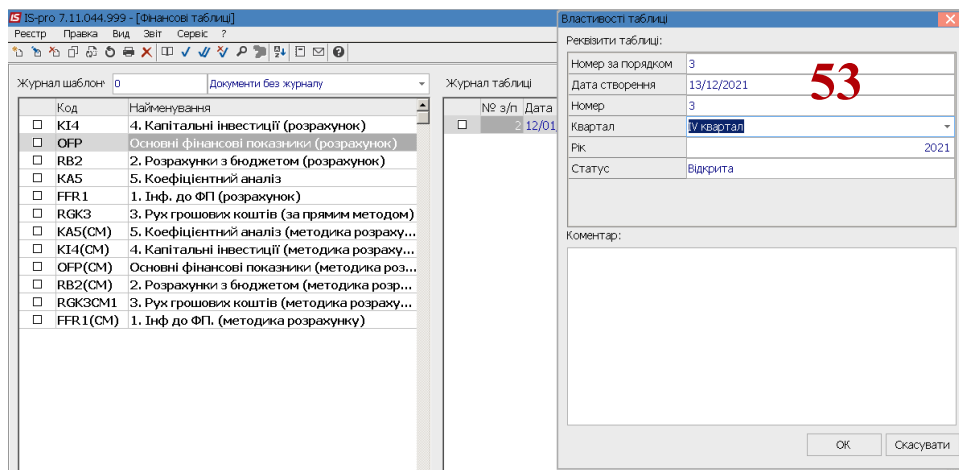 IS-pro 7.11.044.999 - [Фінансові таблиці]
Реєстр Правка Вид Звіт Сервіс ?
Журнал шаблон 0 Документи без журналу
Код Найменування
KI4 4. Капітальні інвестиції (розрахунок)
OFP Основні фінансові показники (розрахунок)
RB2 2. Розрахунки з бюджетом (розрахунок)
KA5 5. Коефіцієнтний аналіз
FFR1 1. Інф. до ФП (розрахунок)
RGK3 3. Рух грошових коштів (за прямим методом)
KA5(CM) 5. Коефіцієнтний аналіз (методика розраху...
KI4(CM) 4. Капітальні інвестиції (методика розраху...
OFP(CM) Основні фінансові показники (методика роз...
RB2(CM) 2. Розрахунки з бюджетом (методика розр...
RGK3CM1 3. Рух грошових коштів (методика розраху...
FFR1(CM) 1. Інф до ФП. (методика розрахунку)
Журнал таблиці
№ з/п Дата
2 12/01
Властивості таблиці
Реквізити таблиці:
Номер за порядком 3
53
Дата створення 13/12/2021
Номер 3
Квартал IV квартал
Рік 2021
Статус Відкрита
Коментар:
OK Скасувати